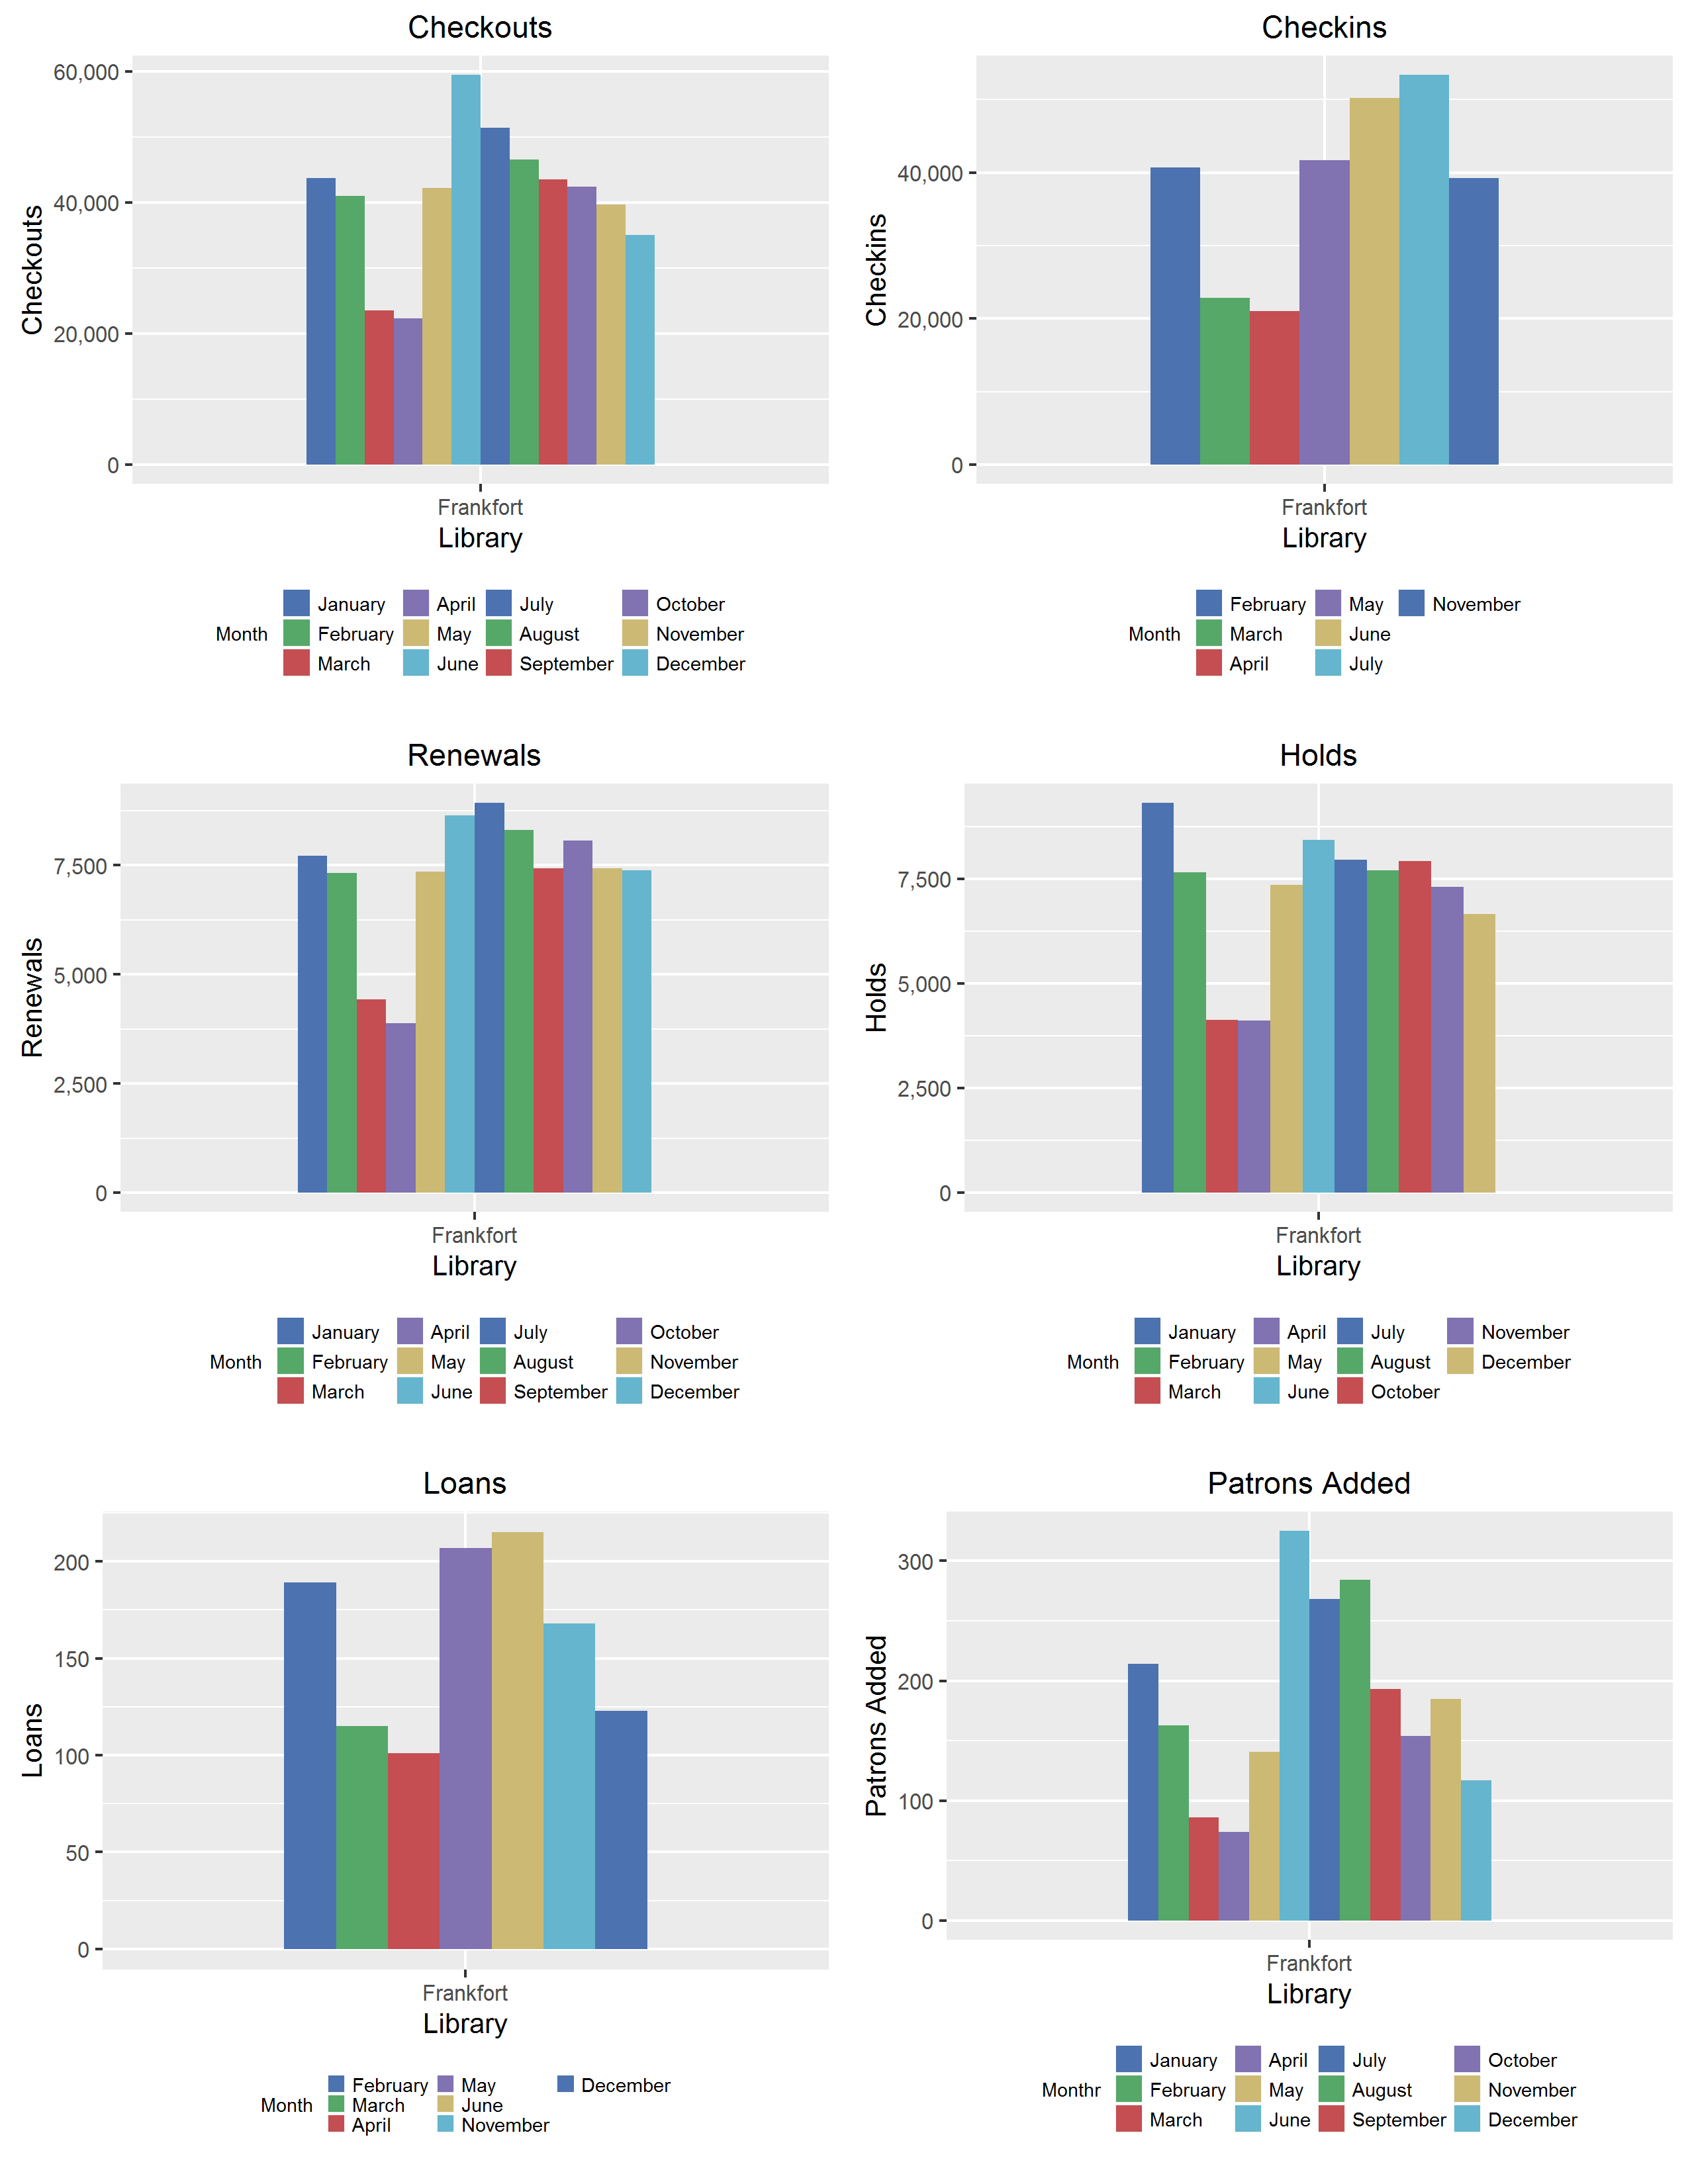 Checkouts
Checkouts
60,000
40,000
20,000
0
Frankfort
Library
Month
January April July October
February May August November
March June September December
Checkins
Checkins
40,000
20,000
0
Frankfort
Library
Month
February May November
March June
April July
Renewals
Renewals
7,500
5,000
2,500
0
Frankfort
Library
Month
January April July October
February May August November
March June September December
Holds
Holds
7,500
5,000
2,500
0
Frankfort
Library
Month
January April July November
February May August December
March June October
Loans
Loans
200
150
100
50
0
Frankfort
Library
Month
February May December
March June
April November
Patrons Added
Patrons Added
300
200
100
0
Frankfort
Library
Monthr
January April July October
February May August November
March June September December